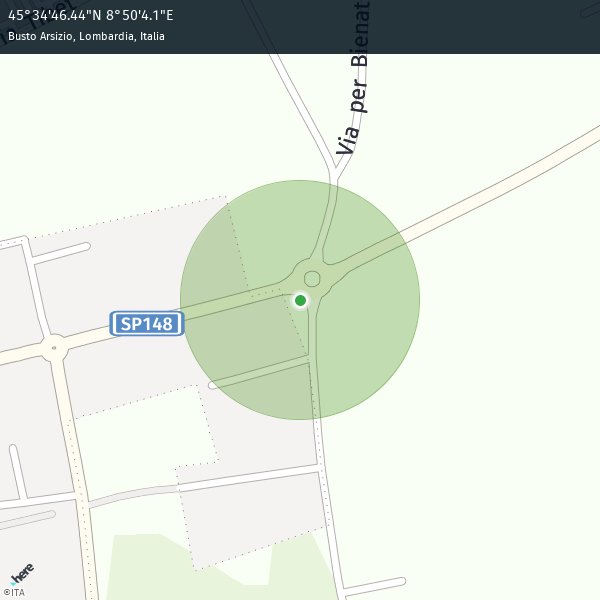 45°34'46.44"N 8°50'4.1"E
Busto Arsizio, Lombardia, Italia
Via per Bienat
SP148
here
©ITA